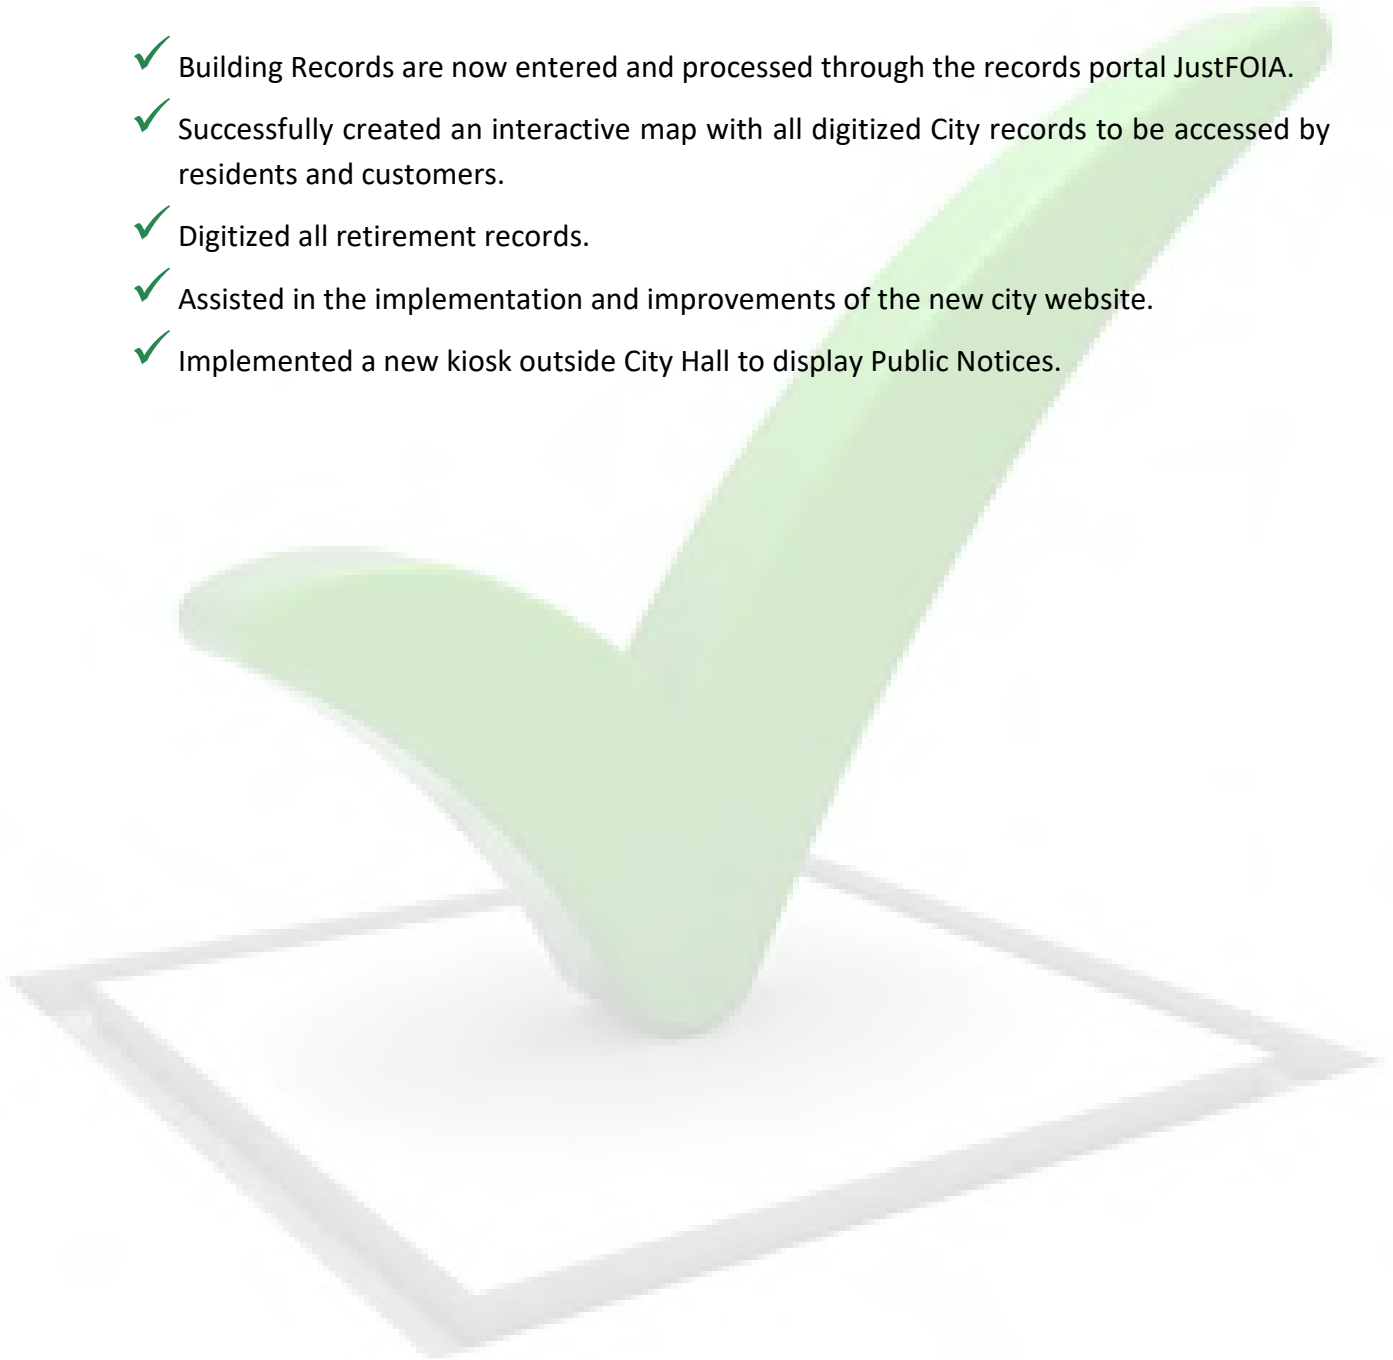 Building Records are now entered and processed through the records portal JustFOIA.
Successfully created an interactive map with all digitized City records to be accessed by
residents and customers.
Digitized all retirement records.
Assisted in the implementation and improvements of the new city website.
Implemented a new kiosk outside City Hall to display Public Notices.